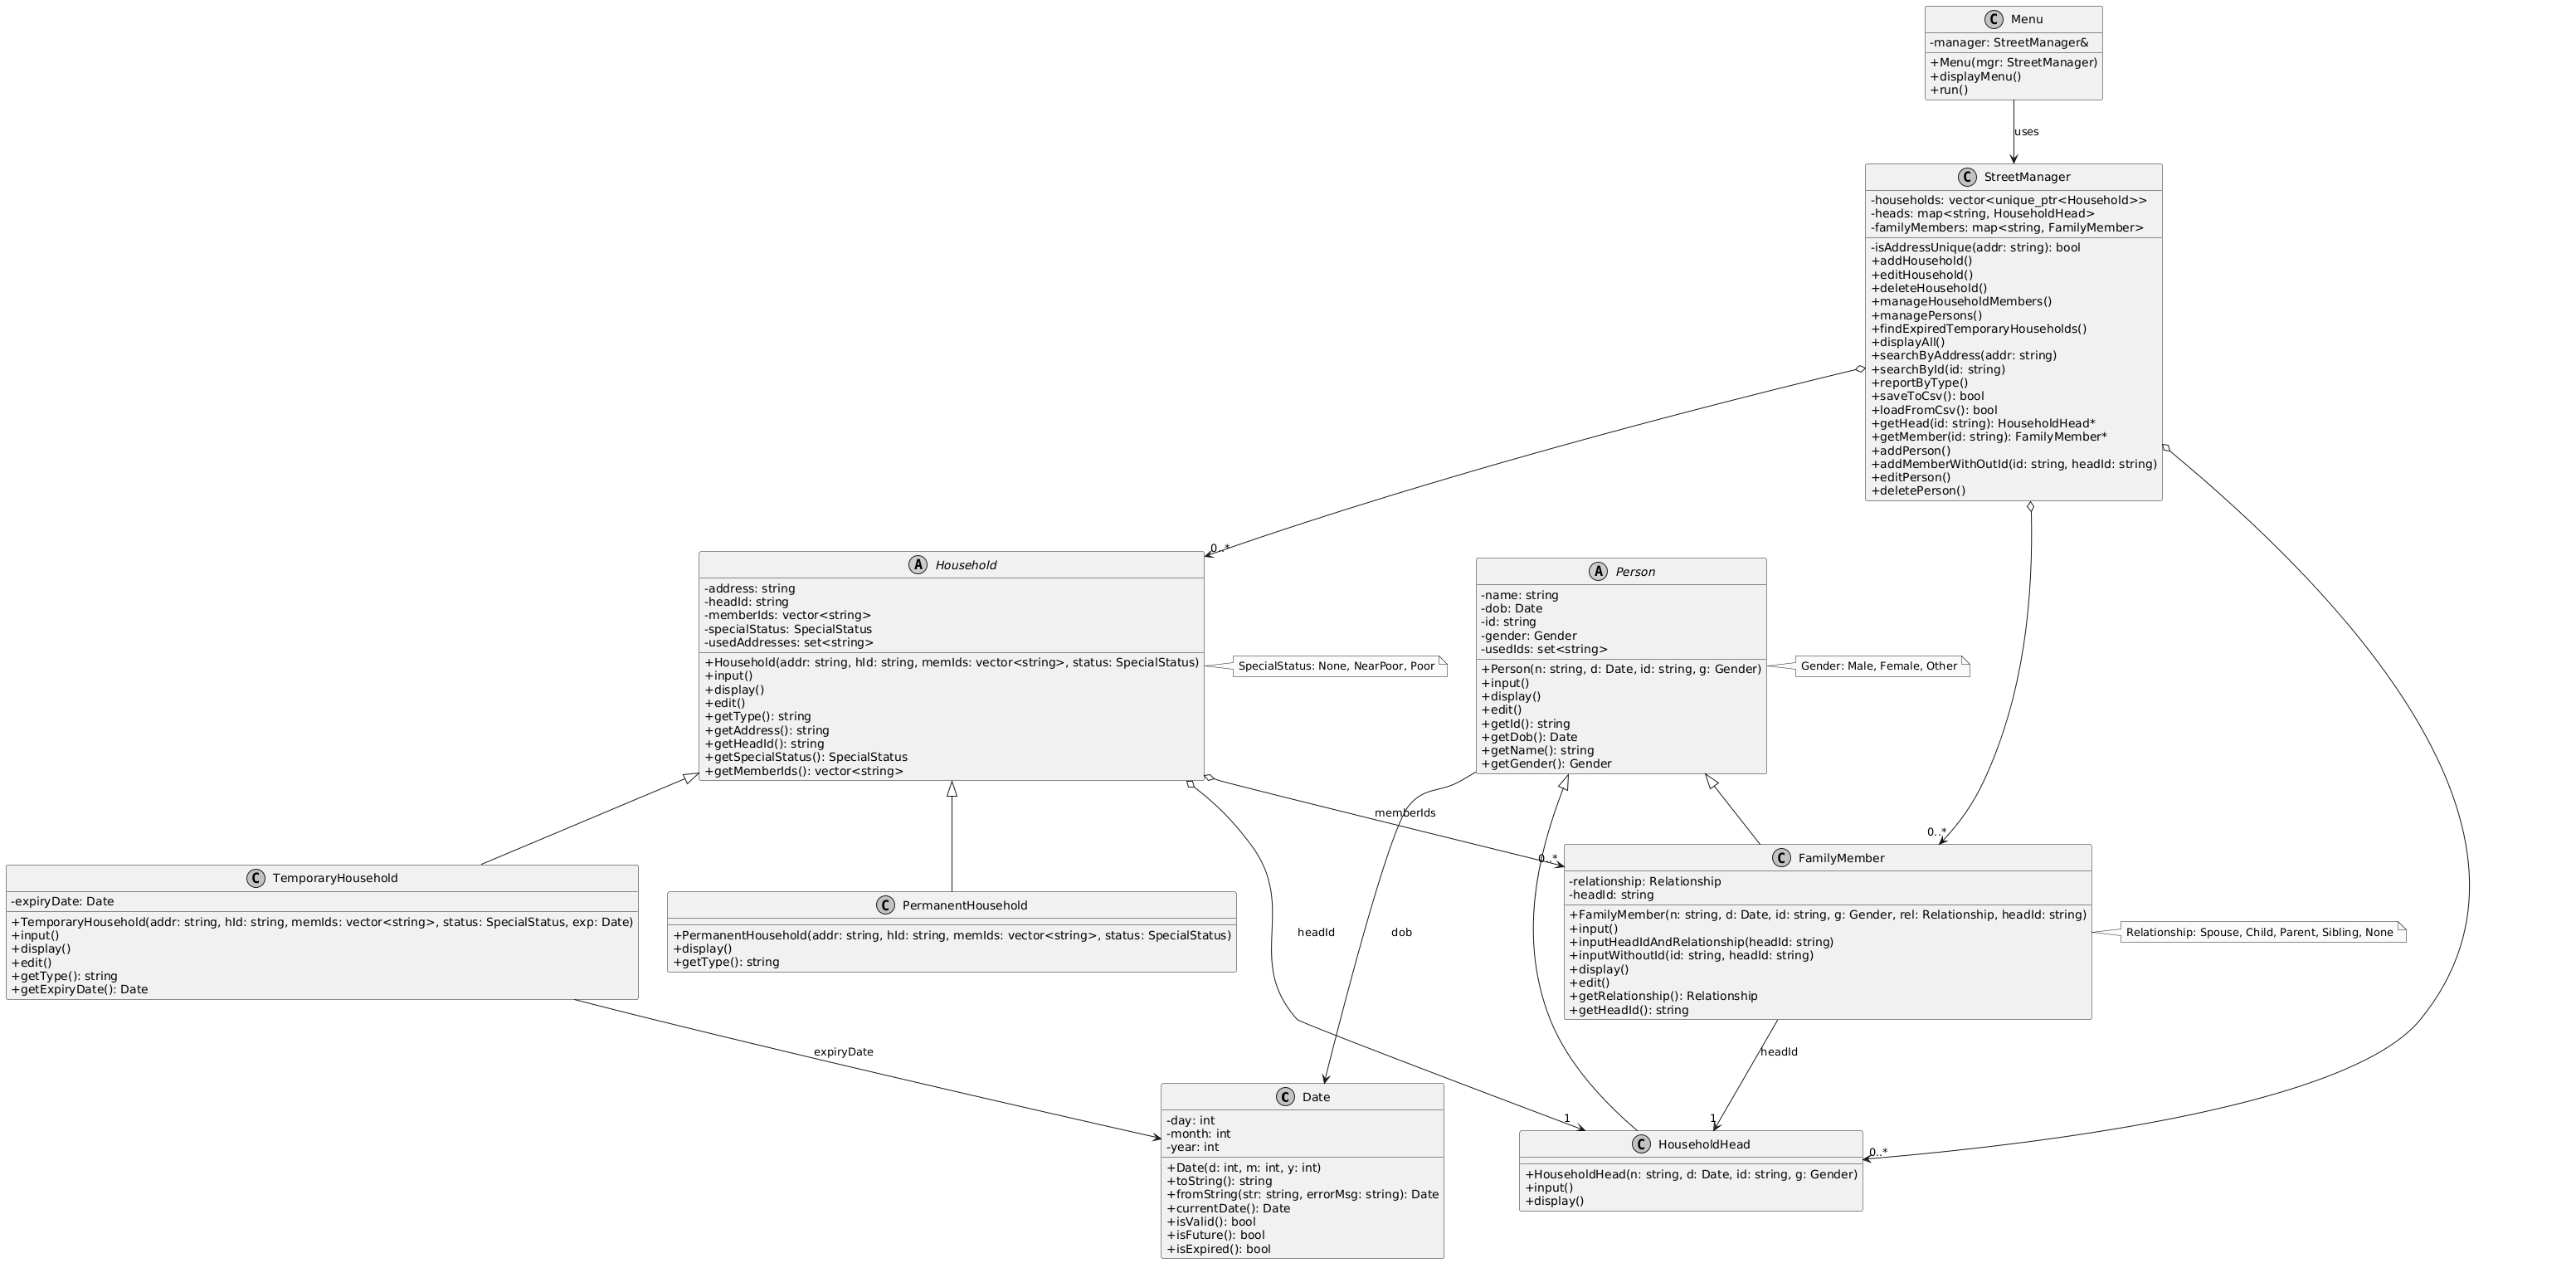 C Menu
-manager: StreetManager&
+Menu(mgr: StreetManager)
+displayMenu()
+run()
uses
C StreetManager
-households: vector<unique_ptr<Household>>
-heads: map<string, HouseholdHead>
-familyMembers: map<string, FamilyMember>
-isAddressUnique(addr: string): bool
+addHousehold()
+editHousehold()
+deleteHousehold()
+manageHouseholdMembers()
+managePersons()
+findExpiredTemporaryHouseholds()
+displayAll()
+searchByAddress(addr: string)
+searchById(id: string)
+reportByType()
+saveToCsv(): bool
+loadFromCsv(): bool
+getHead(id: string): HouseholdHead*
+getMember(id: string): FamilyMember*
+addPerson()
+addMemberWithOutId(id: string, headId: string)
+editPerson()
+deletePerson()
0..*
A Household
-address: string
-headId: string
-memberIds: vector<string>
-specialStatus: SpecialStatus
-usedAddresses: set<string>
+Household(addr: string, hId: string, memIds: vector<string>, status: SpecialStatus)
+input()
+display()
+edit()
+getType(): string
+getAddress(): string
+getHeadId(): string
+getSpecialStatus(): SpecialStatus
+getMemberIds(): vector<string>
SpecialStatus: None, NearPoor, Poor
A Person
-name: string
-dob: Date
-id: string
-gender: Gender
-usedIds: set<string>
+Person(n: string, d: Date, id: string, g: Gender)
+input()
+display()
+edit()
+getId(): string
+getDob(): Date
+getName(): string
+getGender(): Gender
Gender: Male, Female, Other
memberIds
0..*
0..*
C TemporaryHousehold
-expiryDate: Date
+TemporaryHousehold(addr: string, hId: string, memIds: vector<string>, status: SpecialStatus, exp: Date)
+input()
+display()
+edit()
+getType(): string
+getExpiryDate(): Date
C PermanentHousehold
+PermanentHousehold(addr: string, hId: string, memIds: vector<string>, status: SpecialStatus)
+display()
+getType(): string
headId
dob
C FamilyMember
-relationship: Relationship
-headId: string
+FamilyMember(n: string, d: Date, id: string, g: Gender, rel: Relationship, headId: string)
+input()
+inputHeadIdAndRelationship(headId: string)
+inputWithoutId(id: string, headId: string)
+display()
+edit()
+getRelationship(): Relationship
+getHeadId(): string
Relationship: Spouse, Child, Parent, Sibling, None
expiryDate
headId
C Date
-day: int
-month: int
-year: int
+Date(d: int, m: int, y: int)
+toString(): string
+fromString(str: string, errorMsg: string): Date
+currentDate(): Date
+isValid(): bool
+isFuture(): bool
+isExpired(): bool
1
1
0..*
C HouseholdHead
+HouseholdHead(n: string, d: Date, id: string, g: Gender)
+input()
+display()